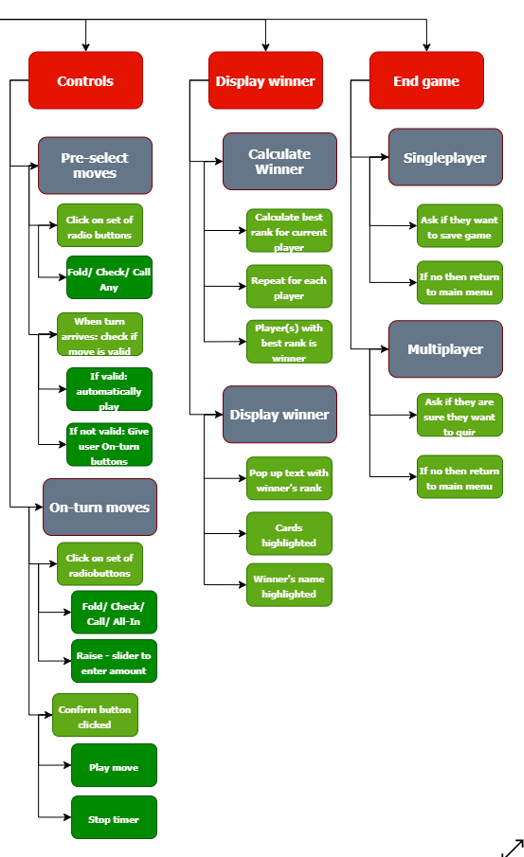 Controls
Pre-select
moves
Click on set of
radio buttons
Fold/ Check/ Call
Any
When turn
arrives: check if
move is valid
If valid:
automatically
play
If not valid: Give
user On-turn
buttons
On-turn moves
Click on set of
radiobuttons
Fold/ Check/
Call/ All-In
Raise - slider to
enter amount
Confirm button
clicked
Play move
Stop timer
Display winner
Calculate
Winner
Calculate best
rank for current
player
Repeat for each
player
Player(s) with
best rank is
winner
Display winner
Pop up text with
winner's rank
Cards
highlighted
Winner's name
highlighted
End game
Singleplayer
Ask if they want
to save game
If no then return
to main menu
Multiplayer
Ask if they are
sure they want
to quir
If no then return
to main menu